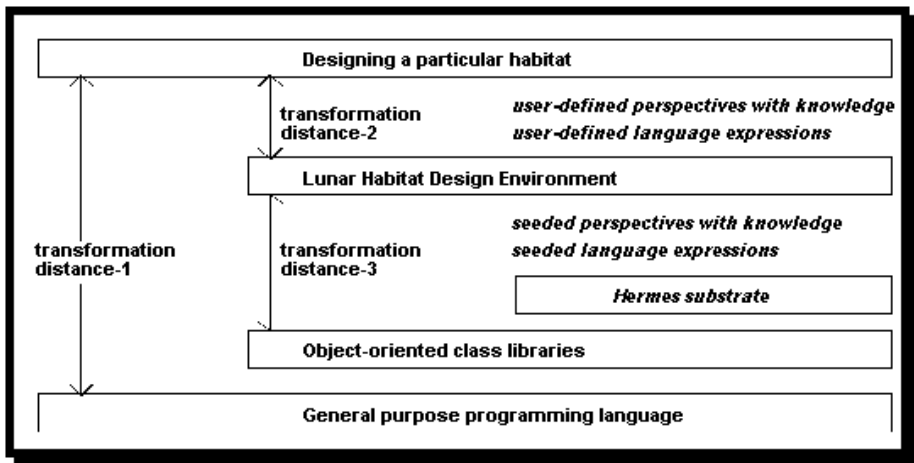 Designing a particular habitat
transformation
distance-2
user-defined perspectives with knowledge
user-defined language expressions
Lunar Habitat Design Environment
transformation
distance-1
transformation
distance-3
seeded perspectives with knowledge
seeded language expressions
Hermes substrate
Object-oriented class libraries
General purpose programming language